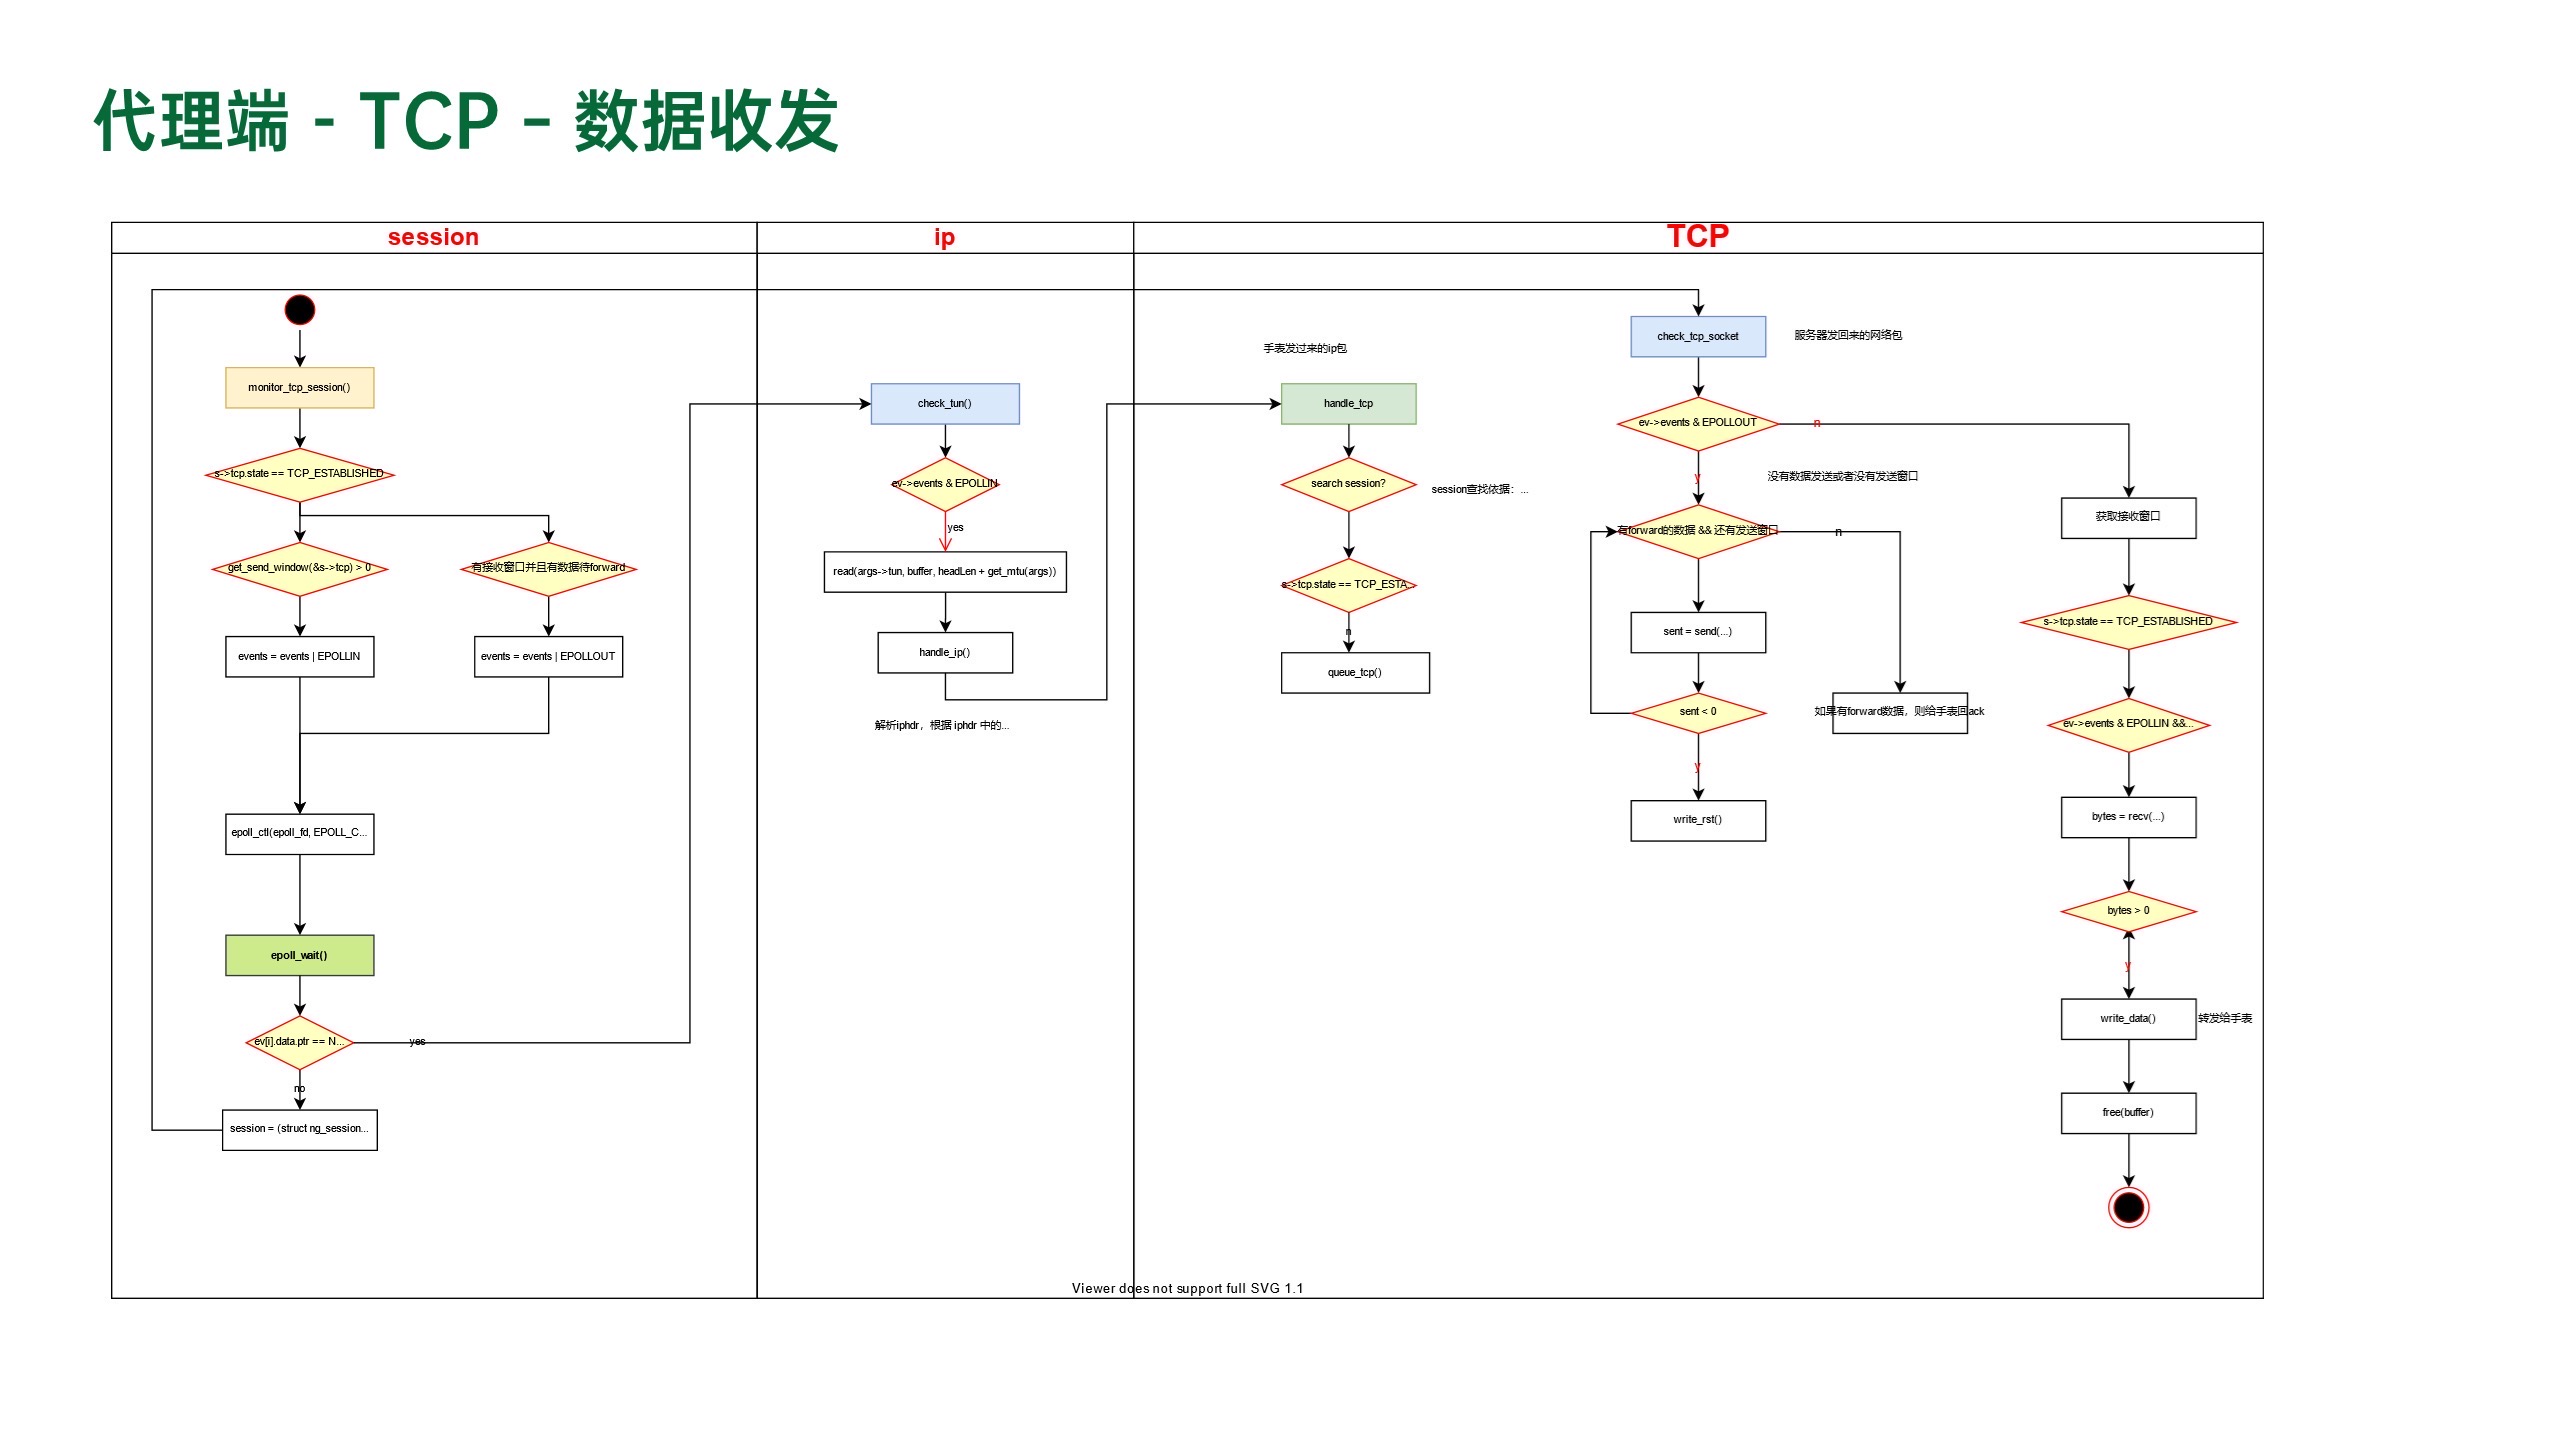 代理端 - TCP – 数据收发
session
ip
TCP
monitor_tcp_session()
s->tcp.state == TCP_ESTABLISHED
get_send_window(&s->tcp) > 0
有接收窗口并且有数据待forward
events = events | EPOLLIN
events = events | EPOLLOUT
epoll_ctl(epoll_fd, EPOLL_C...
epoll_wait()
ev[i].data.ptr == N...
yes
no
session = (struct ng_session...
check_tun()
ev->events & EPOLLIN
yes
read(args->tun, buffer, headLen + get_mtu(args))
handle_ip()
解析iphdr，根据 iphdr 中的...
手表发过来的ip包
handle_tcp
search session?
session查找依据：...
s->tcp.state == TCP_ESTA...
n
queue_tcp()
check_tcp_socket
服务器发回来的网络包
ev->events & EPOLLOUT
n
y
没有数据发送或者没有发送窗口
有forward的数据 && 还有发送窗口
n
sent = send(...)
sent < 0
如果有forward数据，则给手表回ack
y
write_rst()
获取接收窗口
s->tcp.state == TCP_ESTABLISHED
ev->events & EPOLLIN &&...
bytes = recv(...)
bytes > 0
y
write_data()
转发给手表
free(buffer)
Viewer does not support full SVG 1.1